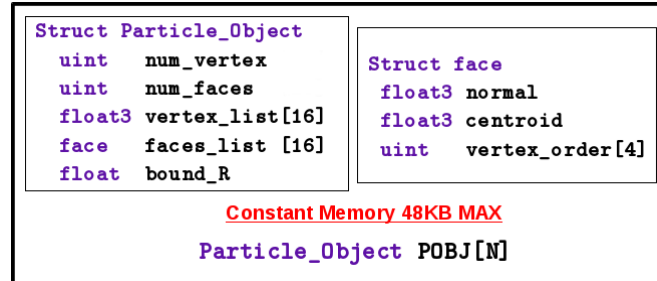 Struct Particle_Object
uint num_vertex
uint num_faces
float3 vertex_list[16]
face faces_list [16]
float bound_R
Struct face
float3 normal
float3 centroid
uint vertex_order[4]
Constant Memory 48KB MAX
Particle_Object POBJ[N]